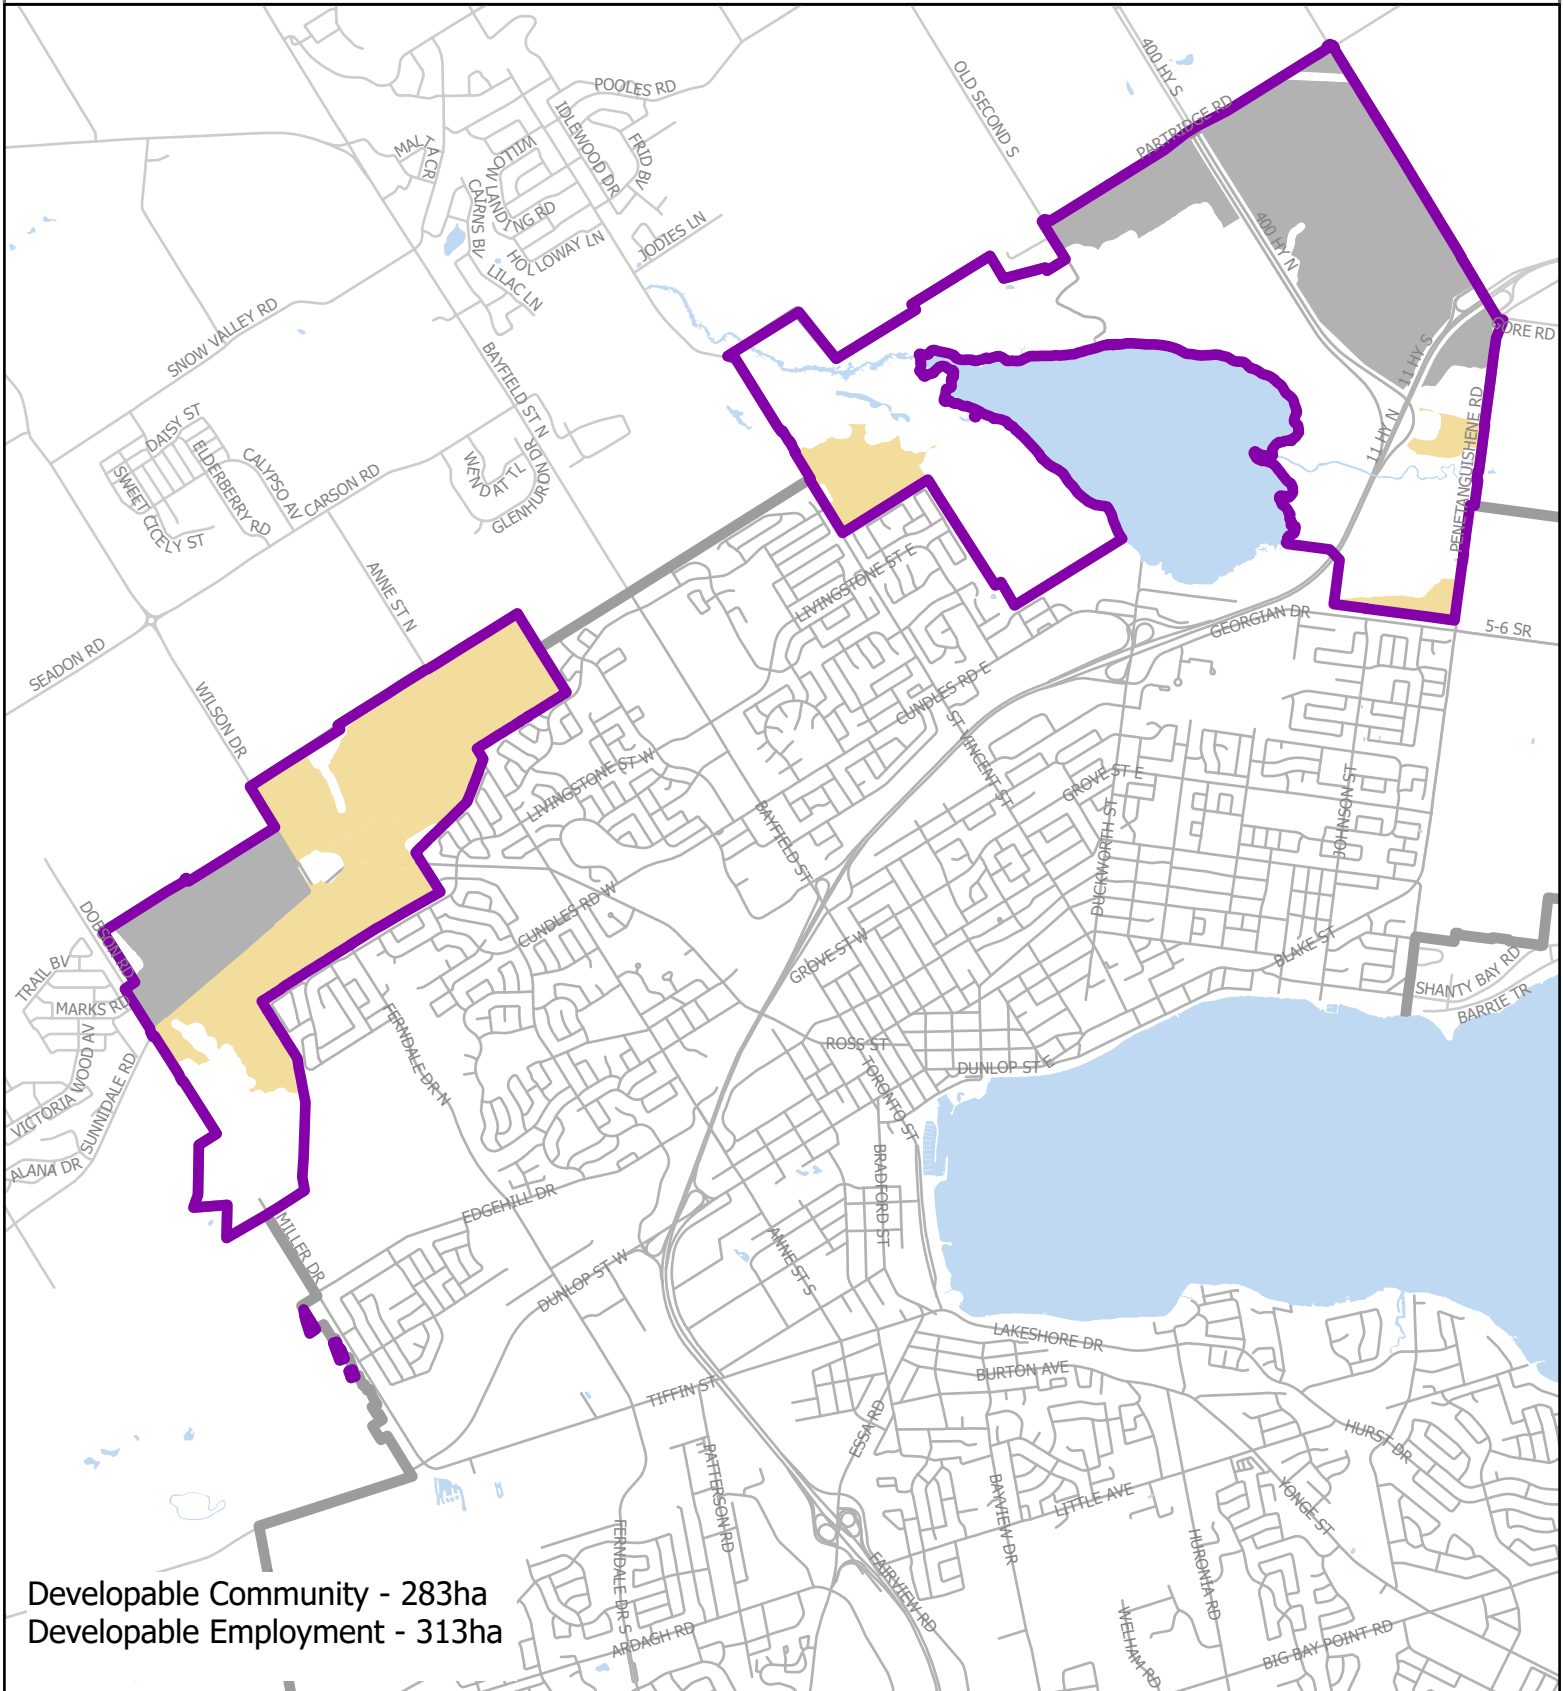 POOLES RD
OLD SECOND S
400 HY S
PARTRIDGE RD
MALTA CR
WILLOW LANDING RD
IDLEWOOD DR
FRID BV
CAIRNS BV
HOLLOWAY LN
JODIES LN
LILAC LN
400 HY N
SNOW VALLEY RD
BAYFIELD ST N
GORE RD
11 HY S
DAISY ST
ELDERBERRY RD
CALYPSO AV
SWEET CICELY ST
CARSON RD
WENDAT TL
GLENHURON DR
11 HY N
PENETANGUISHENE RD
ANNE ST N
LIVINGSTONE ST E
GEORGIAN DR
5-6 SR
SEADON RD
WILSON DR
CUNDLES RD E
ST. VINCENT ST
LIVINGSTONE ST W
GROVE ST E
BAYFIELD ST
DUCKWORTH ST
JOHNSON ST
CUNDLES RD W
GROVE ST W
BLAKE ST
SHANTY BAY RD
BARRIE TR
DOBSON RD
TRAIL BV
MARKS RD
FERNDALE DR N
ROSS ST
DUNLOP ST E
TORONTO ST
VICTORIA WOOD AV
SUNNIDALE RD
ALANA DR
BRADFORD ST
EDGEHILL DR
MILLER DR
DUNLOP ST W
ANNE ST S
LAKESHORE DR
BURTON AVE
TIFFIN ST
ESSA RD
HURST DR
PATTERSON RD
BAYVIEW DR
LITTLE AVE
YONGE ST
FERNDALE DR S
FAIRVIEW RD
HURONIA RD
ARDAGH RD
WELHAM RD
BIG BAY POINT RD
Developable Community - 283ha
Developable Employment - 313ha